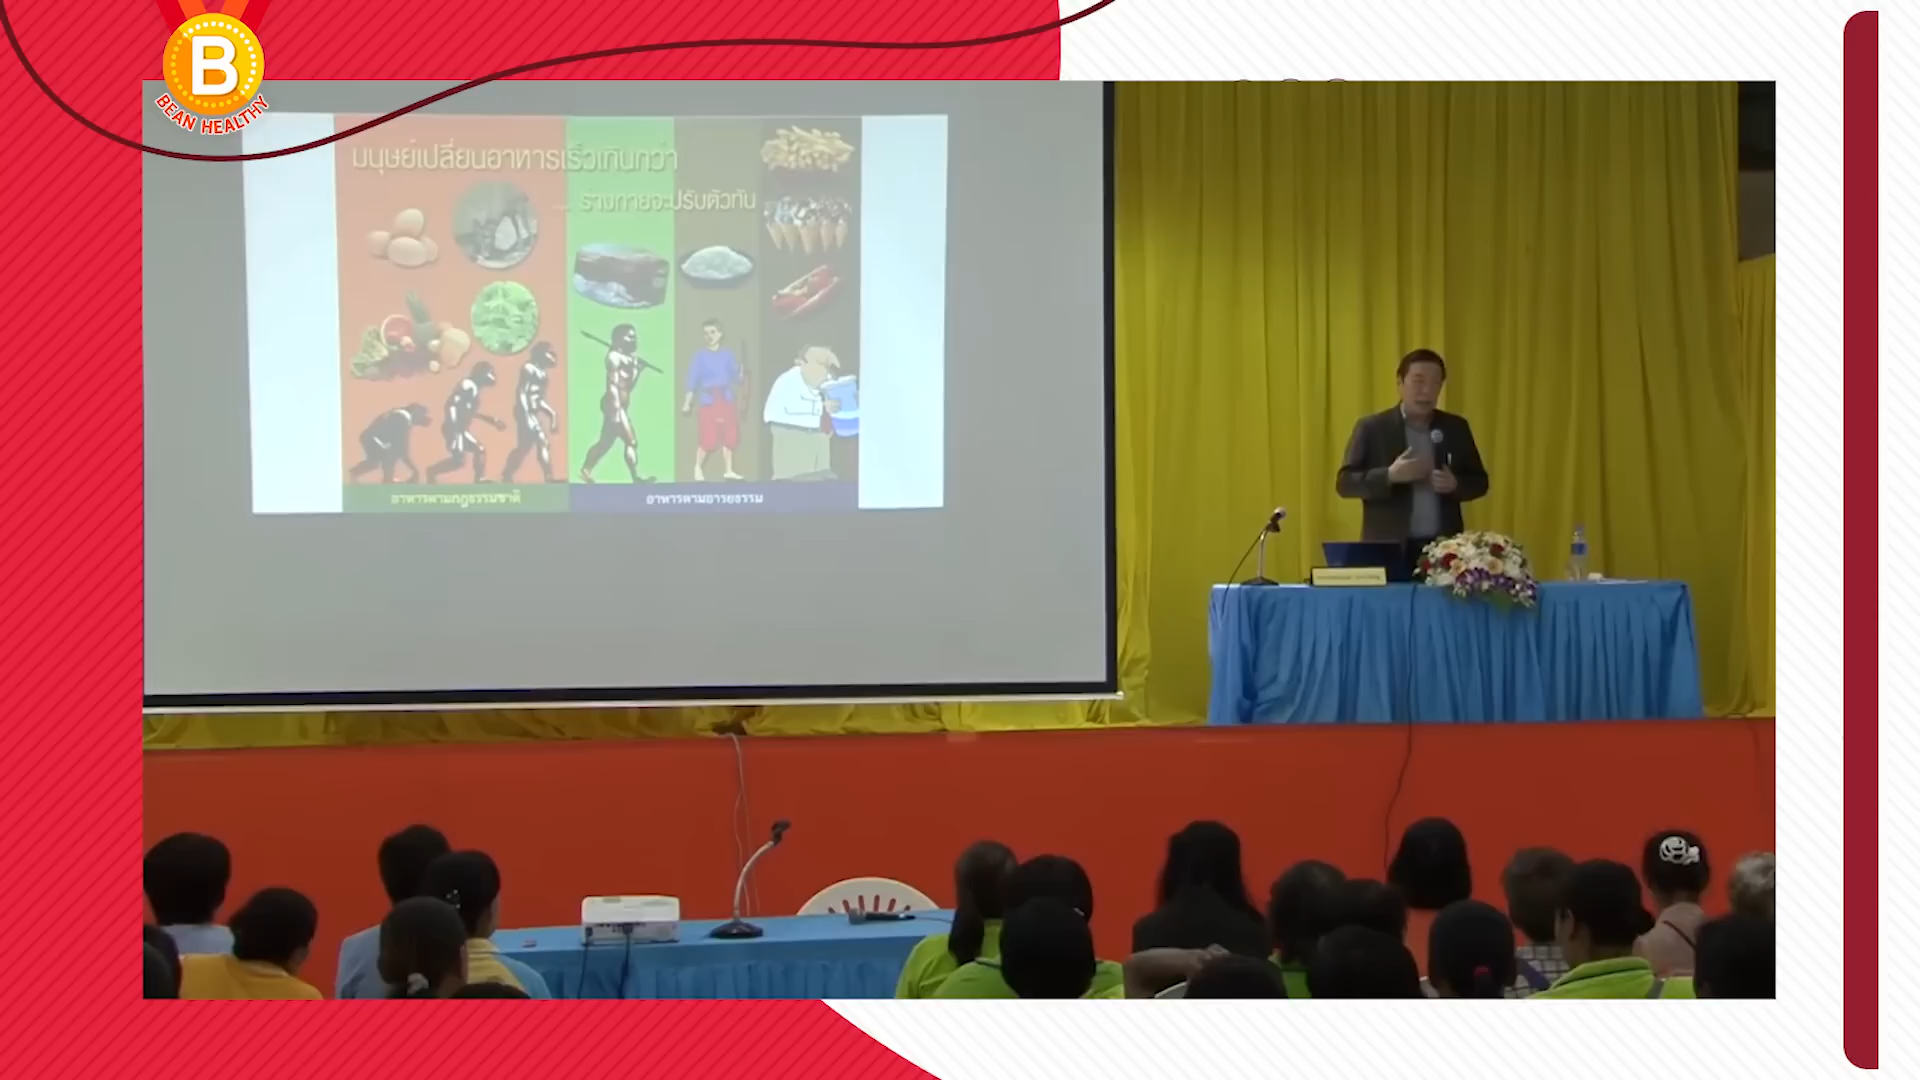 B
BEAN HEALTHY
มนุษย์เปลี่ยนอาหารเร็วเกินกว่า
... ร่างกายจะปรับตัวทัน
อาหารตามกฎธรรมชาติ
อาหารตามอารยธรรม